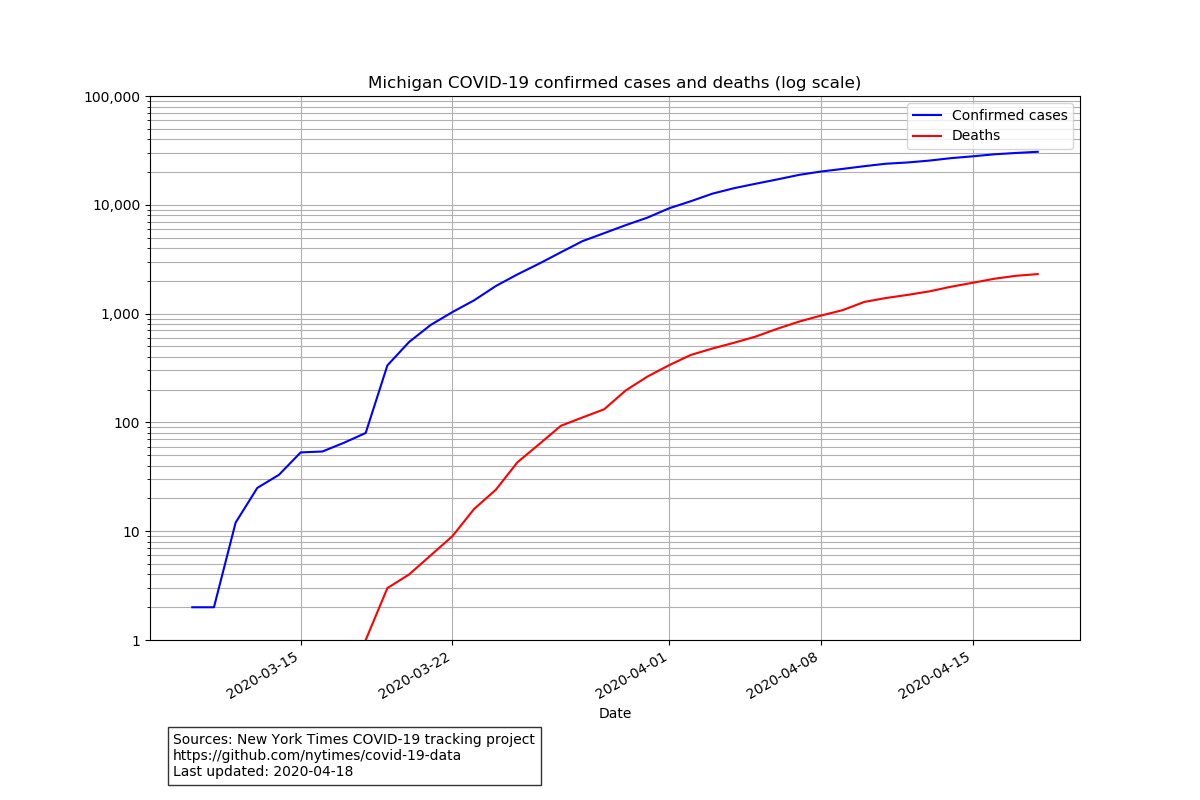 Michigan COVID-19 confirmed cases and deaths (log scale)
100,000
10,000
1,000
100
10
1
Confirmed cases
Deaths
2020-03-15
2020-03-22
2020-04-01
2020-04-08
2020-04-15
Date
Sources: New York Times COVID-19 tracking project
https://github.com/nytimes/covid-19-data
Last updated: 2020-04-18